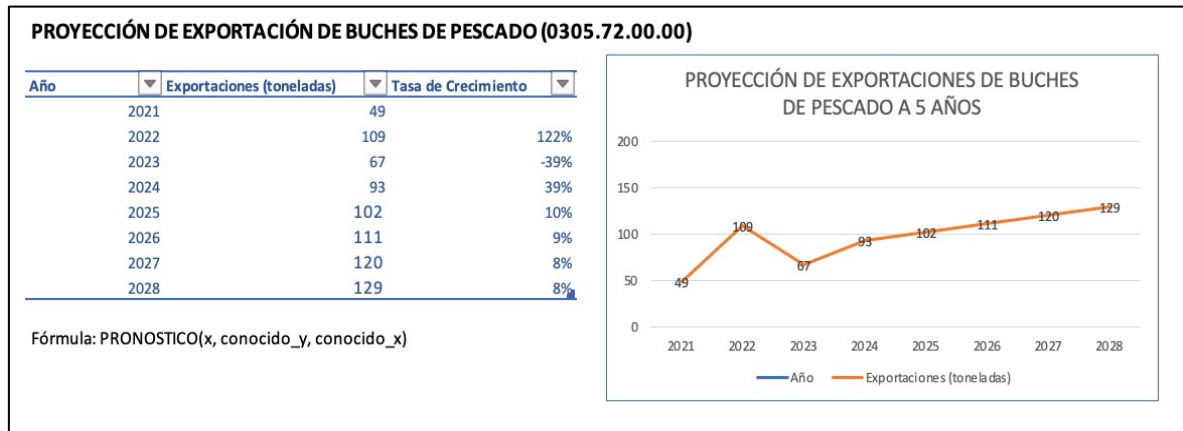 PROYECCIÓN DE EXPORTACIÓN DE BUCHES DE PESCADO (0305.72.00.00)
Año Exportaciones (toneladas) Tasa de Crecimiento
2021 49
2022 109 122%
2023 67 -39%
2024 93 39%
2025 102 10%
2026 111 9%
2027 120 8%
2028 129 8%
Fórmula: PRONOSTICO(x, conocido_y, conocido_x)
PROYECCIÓN DE EXPORTACIONES DE BUCHES
DE PESCADO A 5 AÑOS
200
150
100
50
0
49 109 67 93 102 111 120 129
2021 2022 2023 2024 2025 2026 2027 2028
Año Exportaciones (toneladas)